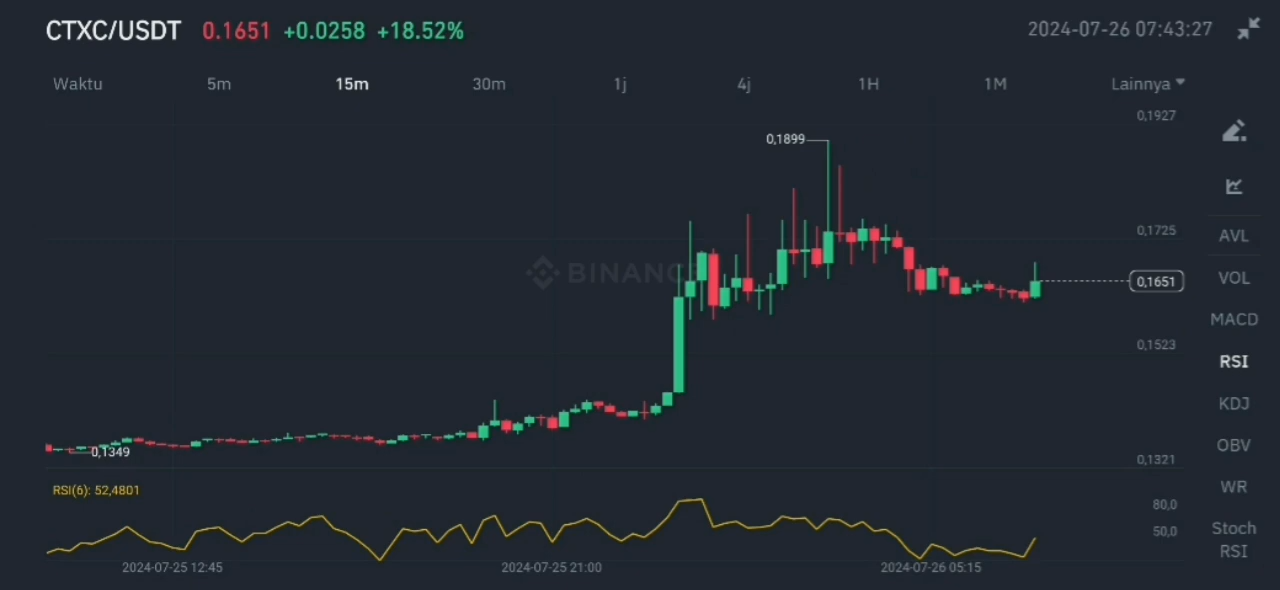 CTXC/USDT 0.1651 +0.0258 +18.52% 2024-07-26 07:43:27
Waktu 5m 15m 30m 1j 4j 1H 1M Lainnya
0,1927
0,1899
0,1725
AVL
BINANCE
VOL
0,1651
MACD
0,1523
RSI
KDJ
OBV
0,1349
0,1321
RSI(6): 52,4801
WR
80,0
50,0
Stoch
RSI
2024-07-25 12:45 2024-07-25 21:00 2024-07-26 05:15